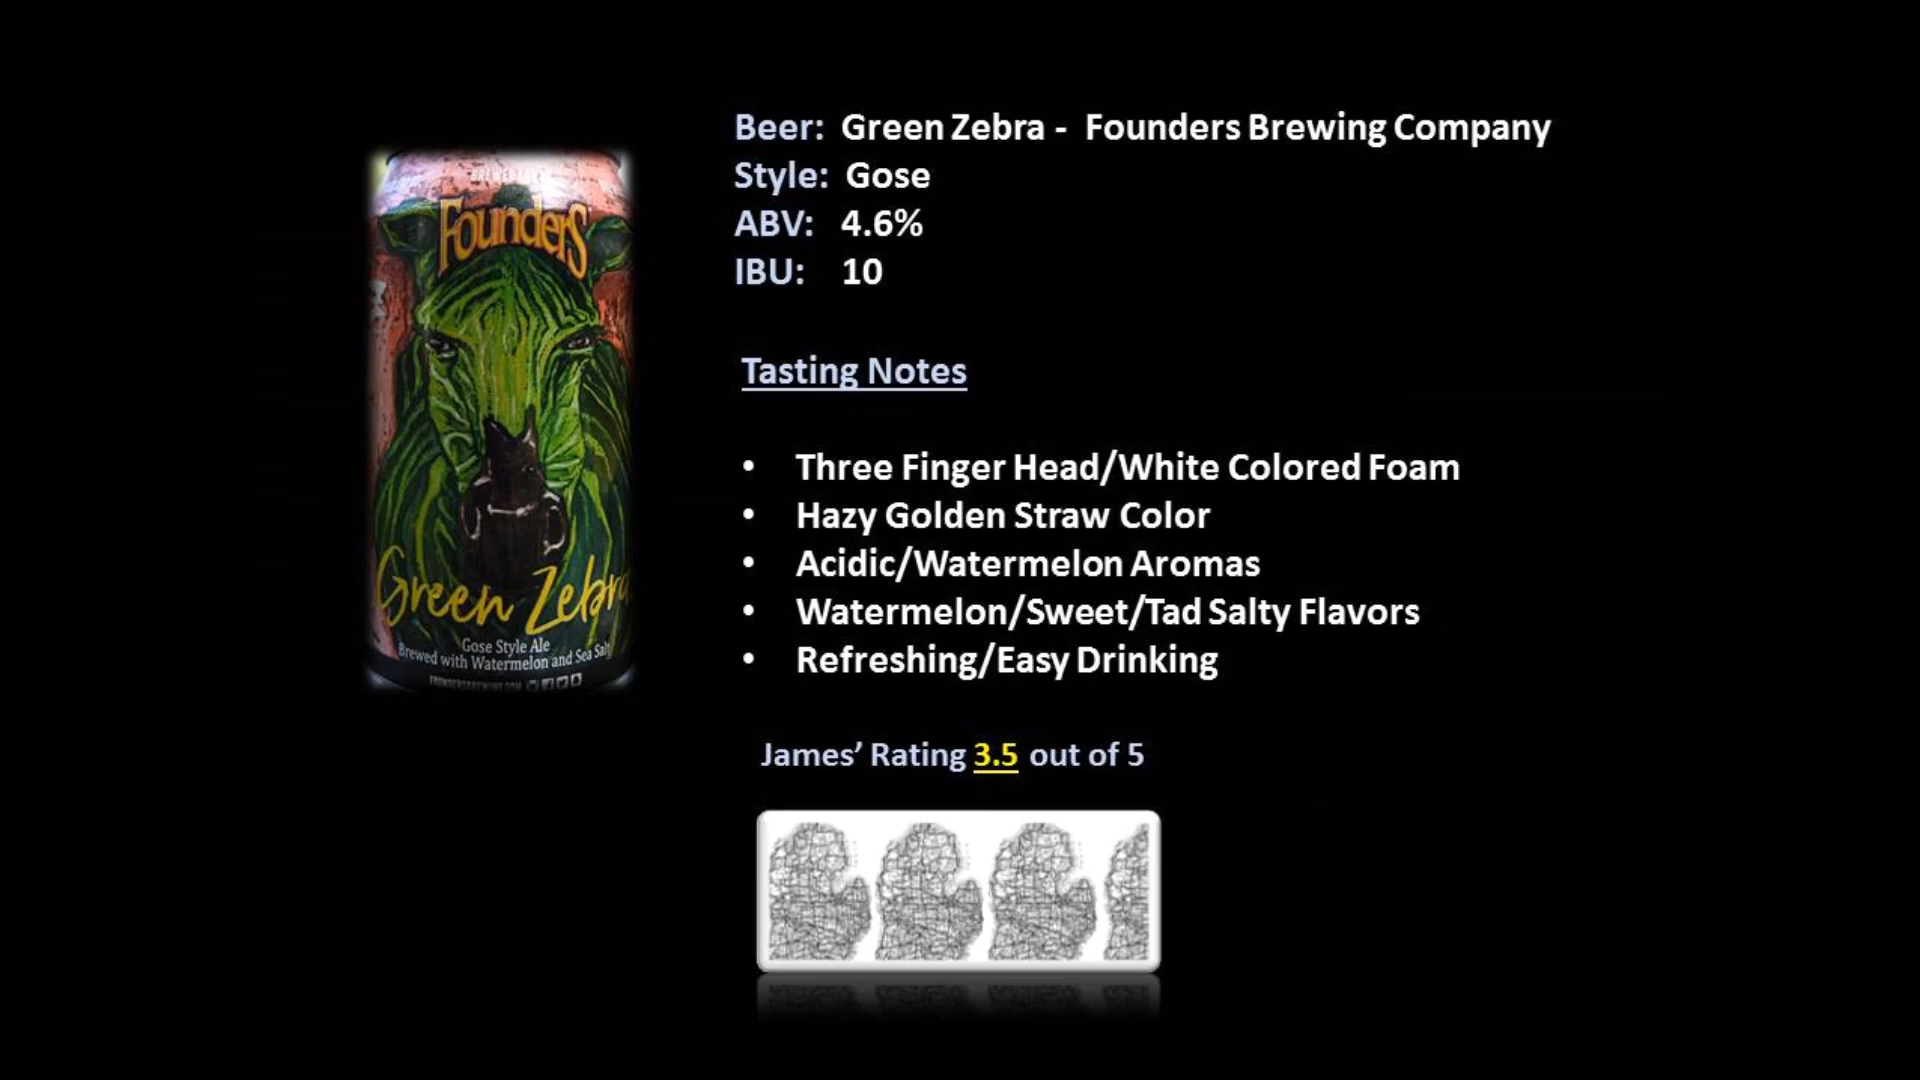 Founders
Green Zebra
Gose Style Ale
Brewed with Watermelon and Sea Salt
Beer: Green Zebra - Founders Brewing Company
Style: Gose
ABV: 4.6%
IBU: 10
Tasting Notes
• Three Finger Head/White Colored Foam
• Hazy Golden Straw Color
• Acidic/Watermelon Aromas
• Watermelon/Sweet/Tad Salty Flavors
• Refreshing/Easy Drinking
James’ Rating 3.5 out of 5